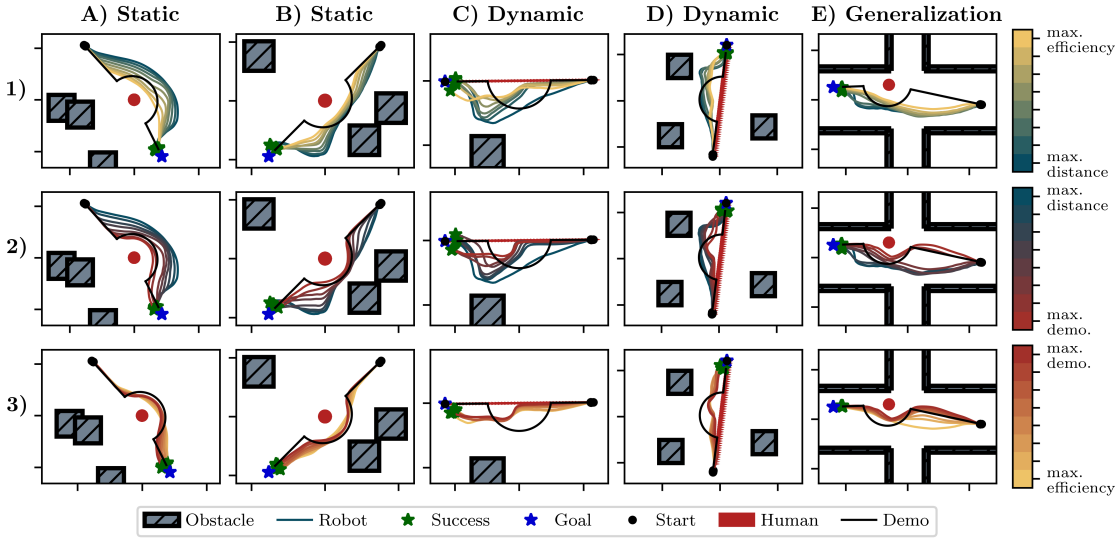 A) Static B) Static C) Dynamic D) Dynamic E) Generalization
1)
max.
efficiency
max.
distance
2)
max.
distance
max.
demo.
3)
max.
demo.
max.
efficiency
Obstacle Robot Success Goal Start Human Demo